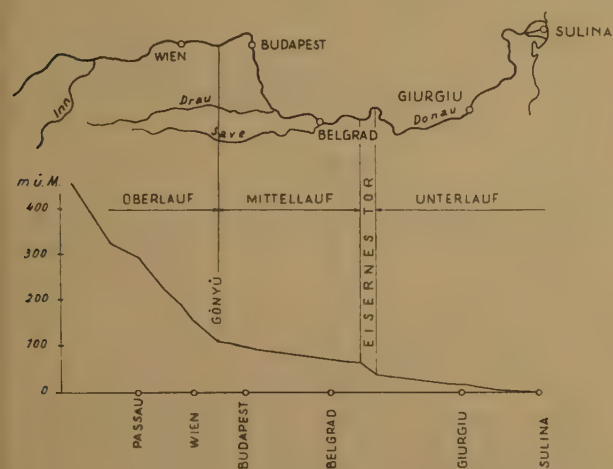 SULINA
WIEN
BUDAPEST
Inn
Drau
GIURGIU
Donau
Save
BELGRAD
m ü. M.
OBERLAUF
MITTELLAUF
EISERNES TOR
UNTERLAUF
400
300
200
GÖNYÜ
100
0
PASSAU
WIEN
BUDAPEST
BELGRAD
GIURGIU
SULINA